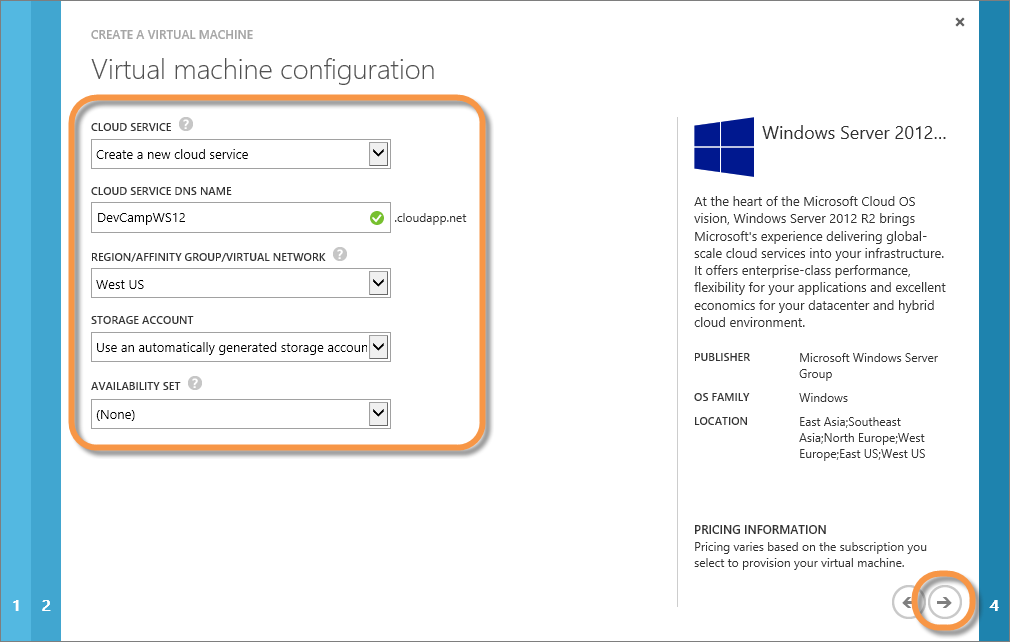 CREATE A VIRTUAL MACHINE
Virtual machine configuration
CLOUD SERVICE ?
Create a new cloud service
CLOUD SERVICE DNS NAME
DevCampWS12 .cloudapp.net
REGION/AFFINITY GROUP/VIRTUAL NETWORK ?
West US
STORAGE ACCOUNT
Use an automatically generated storage accoun
AVAILABILITY SET ?
(None)
Windows Server 2012...
At the heart of the Microsoft Cloud OS
vision, Windows Server 2012 R2 brings
Microsoft's experience delivering global-
scale cloud services into your infrastructure.
It offers enterprise-class performance,
flexibility for your applications and excellent
economics for your datacenter and hybrid
cloud environment.
PUBLISHER Microsoft Windows Server
Group
OS FAMILY Windows
LOCATION East Asia;Southeast
Asia;North Europe;West
Europe;East US;West US
PRICING INFORMATION
Pricing varies based on the subscription you
select to provision your virtual machine.
1 2 4